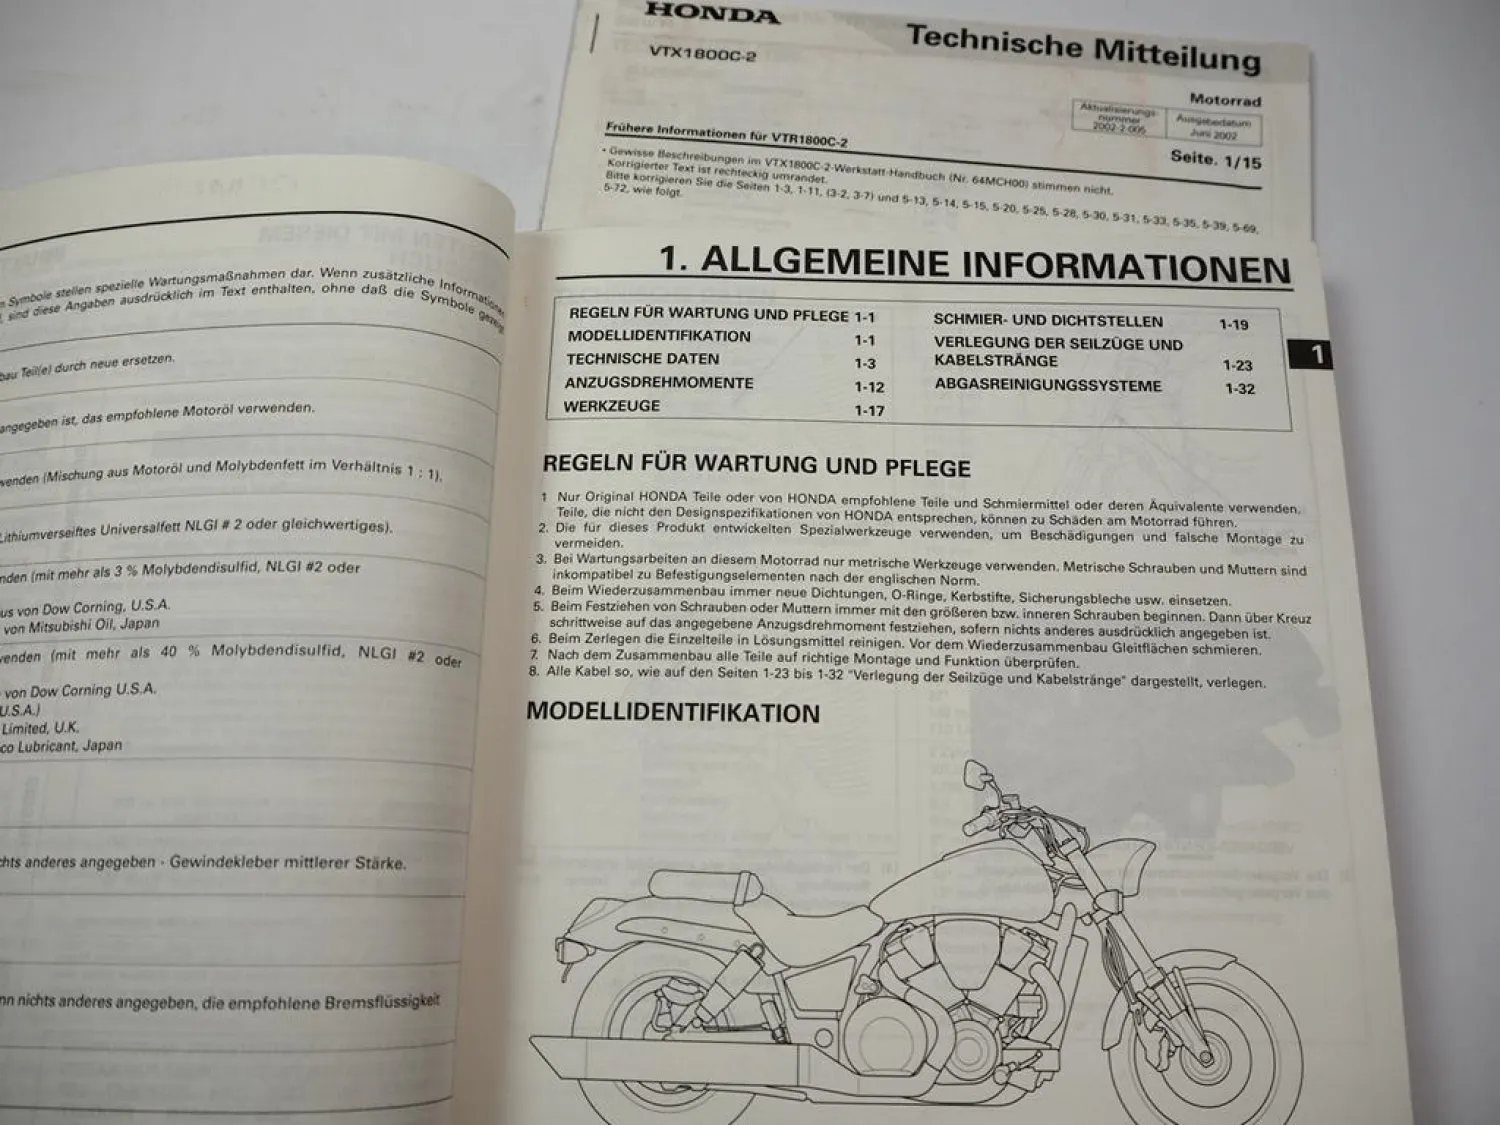 HONDA
Technische Mitteilung
VTX1800C-2
Motorrad
Aktualisierungs-
nummer
2002-2-005
Ausgabedatum
Juni 2002
Frühere Informationen für VTR1800C-2
Seite. 1/15
• Gewisse Beschreibungen im VTX1800C-2-Werkstatt-Handbuch (Nr. 64MCH00) stimmen nicht.
Korrigierter Text ist rechteckig umrandet.
Bitte korrigieren Sie die Seiten 1-3, 1-11, (3-2, 3-7) und 5-13, 5-14, 5-15, 5-20, 5-25, 5-28, 5-30, 5-31, 5-33, 5-35, 5-39, 5-69,
5-72, wie folgt.
Symbole stellen spezielle Wartungsmaßnahmen dar. Wenn zusätzliche Informationen
sind diese Angaben ausdrücklich im Text enthalten, ohne daß die Symbole gezeigt
Teil(e) durch neue ersetzen.
angegeben ist, das empfohlene Motoröl verwenden.
(Mischung aus Motoröl und Molybdenfett im Verhältnis 1 : 1).
Lithiumverseiftes Universalfett NLGI # 2 oder gleichwertiges).
(mit mehr als 3 % Molybdendisulfid, NLGI #2 oder
von Dow Corning, U.S.A.
von Mitsubishi Oil, Japan
(mit mehr als 40 % Molybdendisulfid, NLGI #2 oder
von Dow Corning U.S.A.
U.S.A.)
Limited, U.K.
Lubricant, Japan
anderes angegeben - Gewindekleber mittlerer Stärke.
nichts anderes angegeben, die empfohlene Bremsflüssigkeit
1. ALLGEMEINE INFORMATIONEN
REGELN FÜR WARTUNG UND PFLEGE 1-1
MODELLIDENTIFIKATION 1-1
TECHNISCHE DATEN 1-3
ANZUGSDREHMOMENTE 1-12
WERKZEUGE 1-17
SCHMIER- UND DICHTSTELLEN 1-19
VERLEGUNG DER SEILZÜGE UND
KABELSTRÄNGE 1-23
ABGASREINIGUNGSSYSTEME 1-32
1
REGELN FÜR WARTUNG UND PFLEGE
1 Nur Original HONDA Teile oder von HONDA empfohlene Teile und Schmiermittel oder deren Äquivalente verwenden.
Teile, die nicht den Designspezifikationen von HONDA entsprechen, können zu Schäden am Motorrad führen.
2. Die für dieses Produkt entwickelten Spezialwerkzeuge verwenden, um Beschädigungen und falsche Montage zu
vermeiden.
3. Bei Wartungsarbeiten an diesem Motorrad nur metrische Werkzeuge verwenden. Metrische Schrauben und Muttern sind
inkompatibel zu Befestigungselementen nach der englischen Norm.
4. Beim Wiederzusammenbau immer neue Dichtungen, O-Ringe, Kerbstifte, Sicherungsbleche usw. einsetzen.
5. Beim Festziehen von Schrauben oder Muttern immer mit den größeren bzw. inneren Schrauben beginnen. Dann über Kreuz
schrittweise auf das angegebene Anzugsdrehmoment festziehen, sofern nichts anderes ausdrücklich angegeben ist.
6. Beim Zerlegen die Einzelteile in Lösungsmittel reinigen. Vor dem Wiederzusammenbau Gleitflächen schmieren.
7. Nach dem Zusammenbau alle Teile auf richtige Montage und Funktion überprüfen.
8. Alle Kabel so, wie auf den Seiten 1-23 bis 1-32 "Verlegung der Seilzüge und Kabelstränge" dargestellt, verlegen.
MODELLIDENTIFIKATION